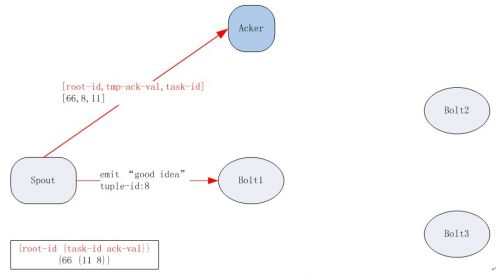 Acker
[root-id,tmp-ack-val,task-id]
[66,8,11]
Bolt2
Spout
emit “good idea”
tuple-id:8
Bolt1
Bolt3
{root-id {task-id ack-val}}
{66 {11 8}}